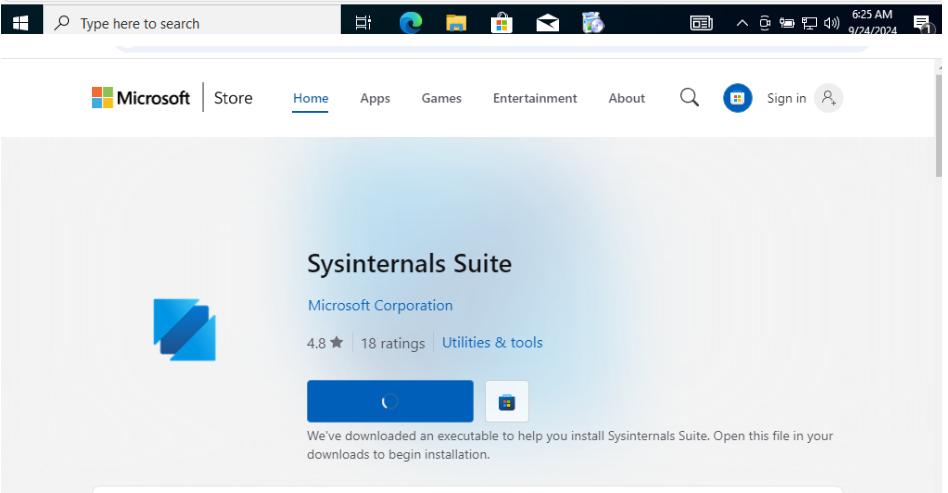 Type here to search
6:25 AM
9/24/2024
1
Microsoft Store Home Apps Games Entertainment About Sign in
Sysinternals Suite
Microsoft Corporation
4.8 ★ 18 ratings Utilities & tools
We've downloaded an executable to help you install Sysinternals Suite. Open this file in your
downloads to begin installation.